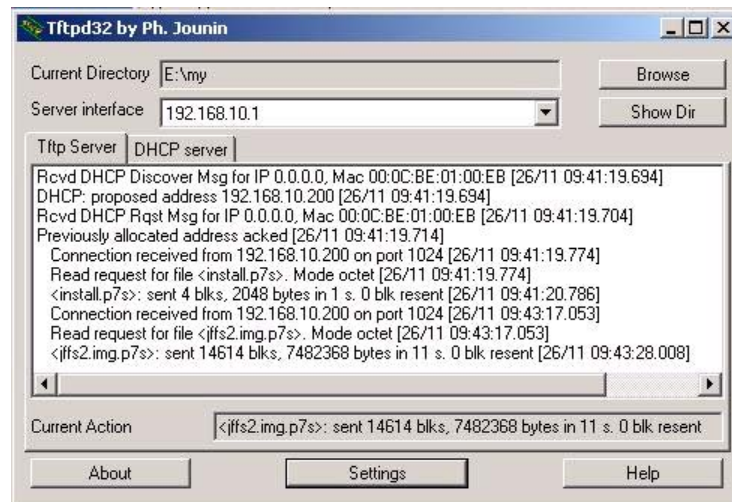 Tftpd32 by Ph. Jounin
Current Directory E:\my Browse
Server interface 192.168.10.1 Show Dir
Tftp Server DHCP server
Rcvd DHCP Discover Msg for IP 0.0.0.0, Mac 00:0C:BE:01:00:EB [26/11 09:41:19.694]
DHCP: proposed address 192.168.10.200 [26/11 09:41:19.694]
Rcvd DHCP Rqst Msg for IP 0.0.0.0, Mac 00:0C:BE:01:00:EB [26/11 09:41:19.704]
Previously allocated address acked [26/11 09:41:19.714]
Connection received from 192.168.10.200 on port 1024 [26/11 09:41:19.774]
Read request for file <install.p7s>. Mode octet [26/11 09:41:19.774]
<install.p7s>: sent 4 blks, 2048 bytes in 1 s. 0 blk resent [26/11 09:41:20.786]
Connection received from 192.168.10.200 on port 1024 [26/11 09:43:17.053]
Read request for file <jffs2.img.p7s>. Mode octet [26/11 09:43:17.053]
<jffs2.img.p7s>: sent 14614 blks, 7482368 bytes in 11 s. 0 blk resent [26/11 09:43:28.008]
Current Action <jffs2.img.p7s>: sent 14614 blks, 7482368 bytes in 11 s. 0 blk resent
About Settings Help